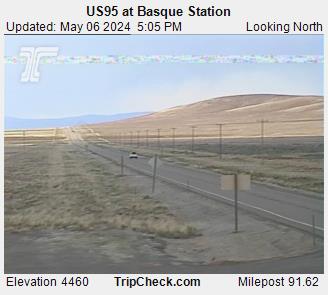 US95 at Basque Station
Updated: May 06 2024 5:05 PM Looking North
Elevation 4460 TripCheck.com Milepost 91.62